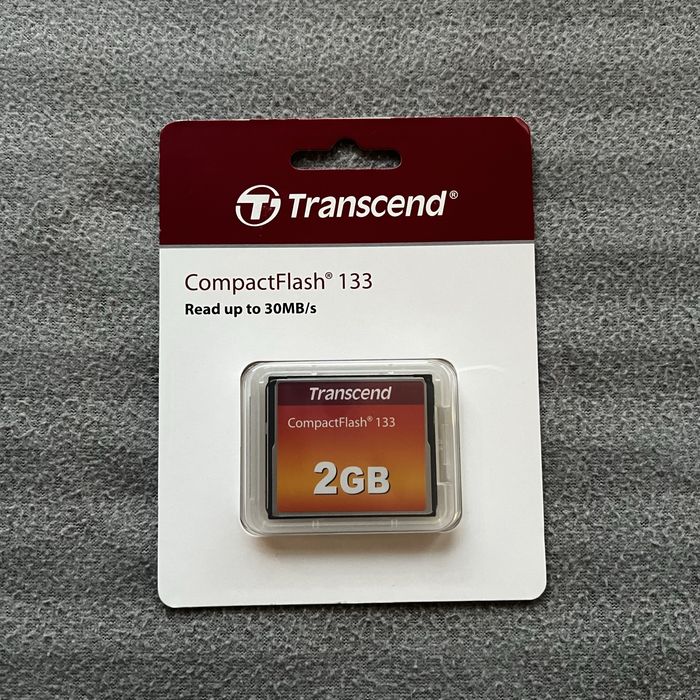 Transcend®
CompactFlash® 133
Read up to 30MB/s
Transcend
CompactFlash® 133
2GB